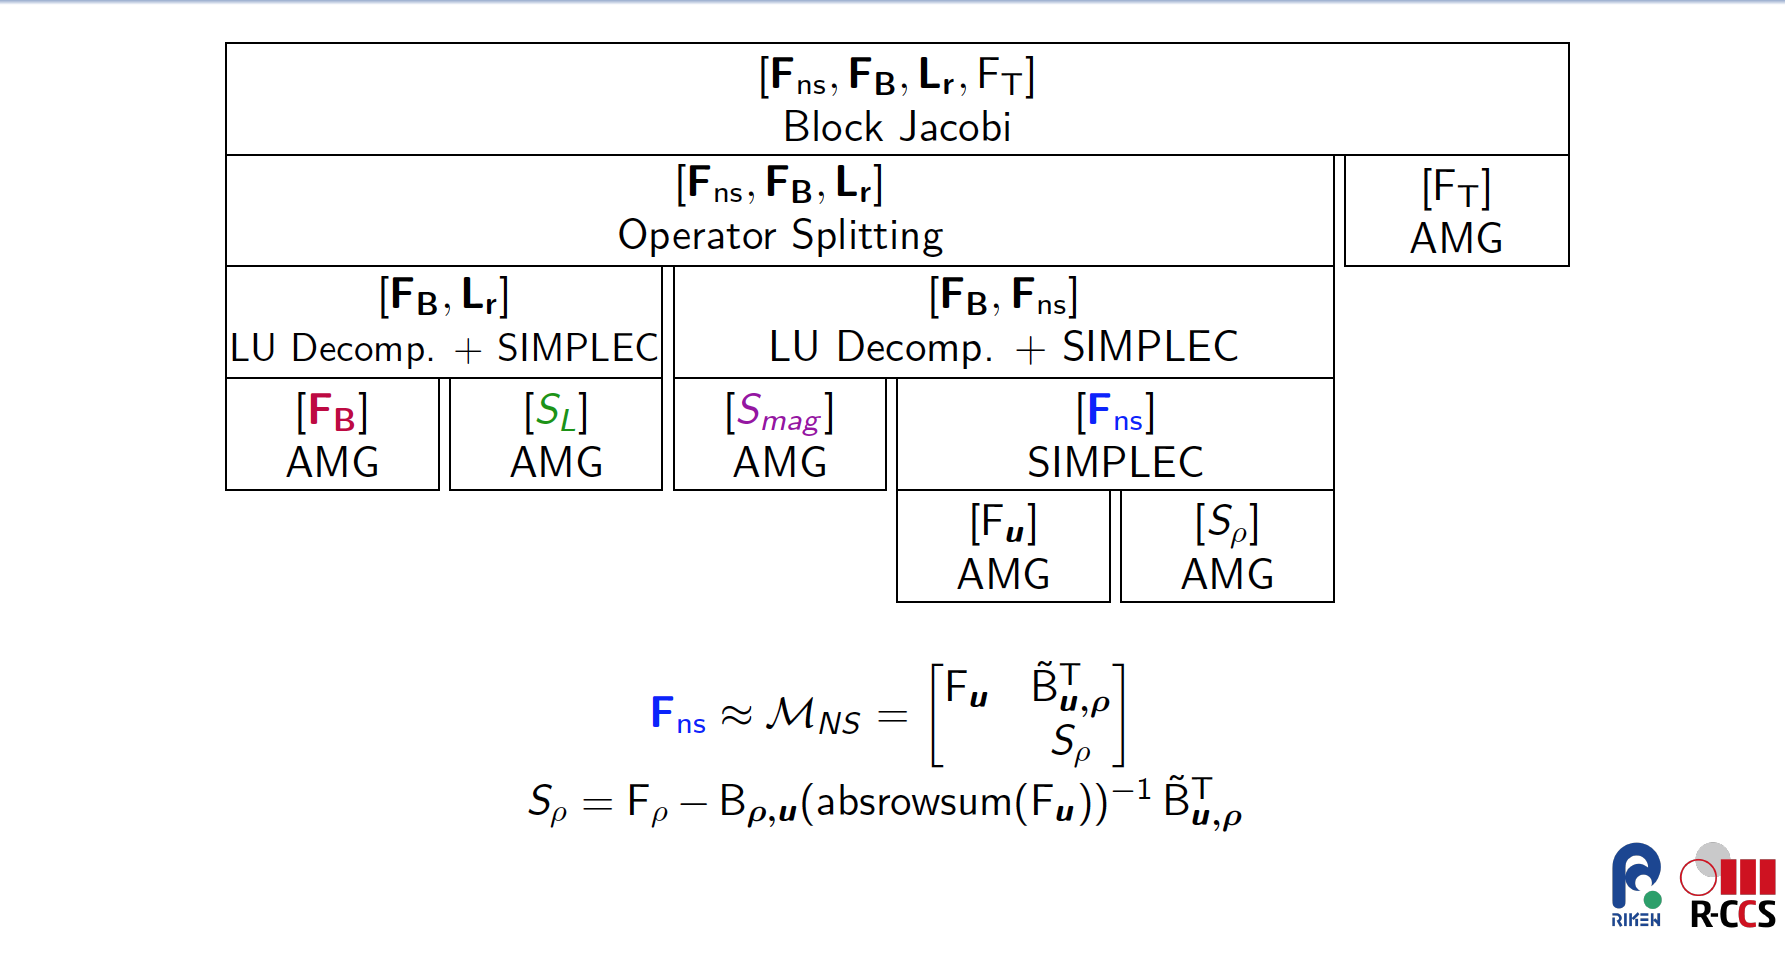 [F_ns, F_B, L_r, F_T]
Block Jacobi
[F_ns, F_B, L_r]
Operator Splitting
[F_T]
AMG
[F_B, L_r]
LU Decomp. + SIMPLEC
[F_B, F_ns]
LU Decomp. + SIMPLEC
[F_B]
AMG
[S_L]
AMG
[S_mag]
AMG
[F_ns]
SIMPLEC
[F_u]
AMG
[S_ρ]
AMG
F_ns ≈ ℳ_NS = [F_u B̃^T_u,ρ
S_ρ]
S_ρ = F_ρ − B_ρ,u(absrowsum(F_u))^−1 B̃^T_u,ρ
RIKEN
R-CCS